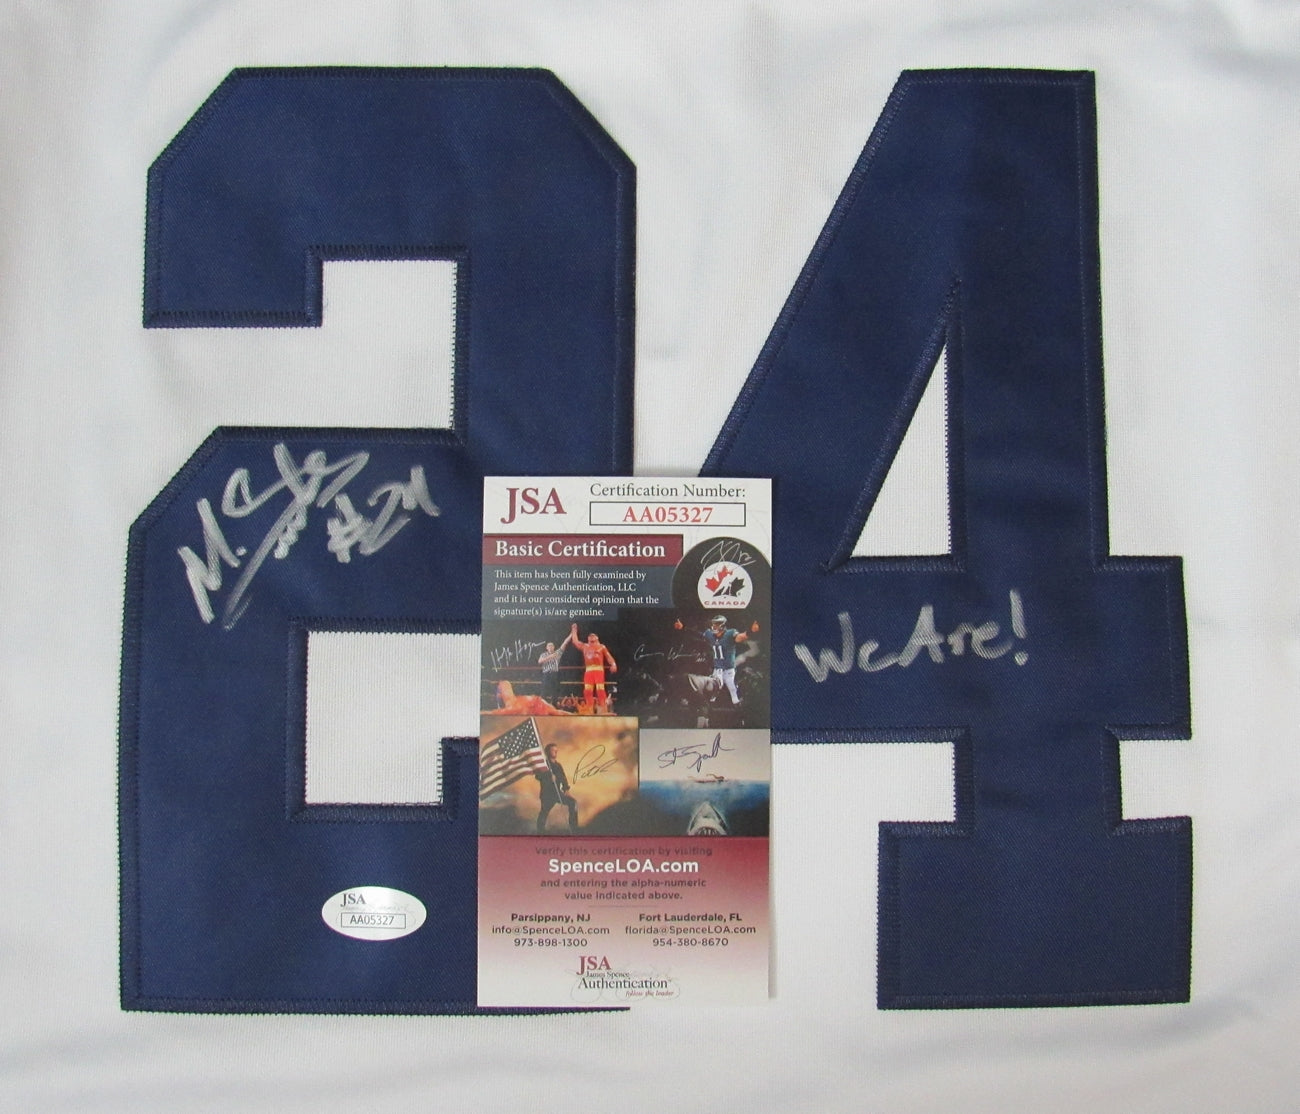 24
M. #24
JSA
Certification Number:
AA05327
Basic Certification
This item has been fully examined by
James Spence Authentication, LLC
and it is our considered opinion that the
signature(s) is/are genuine.
CANADA
11
We Are!
Verify this certification by visiting
SpenceLOA.com
and entering the alpha-numeric
value indicated above.
Parsippany, NJ
info@SpenceLOA.com
973-898-1300
Fort Lauderdale, FL
florida@SpenceLOA.com
954-380-8670
JSA
James Spence
Authentication
Follow the leader
JSA
AA05327